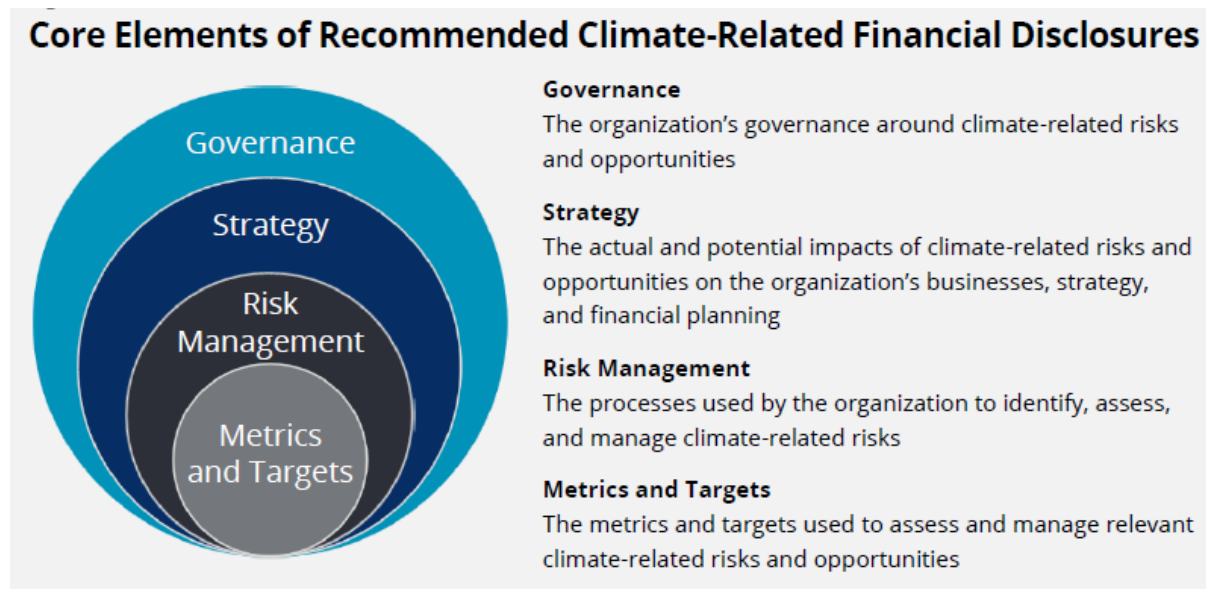 Core Elements of Recommended Climate-Related Financial Disclosures
Governance
Strategy
Risk
Management
Metrics
and Targets
Governance
The organization’s governance around climate-related risks
and opportunities
Strategy
The actual and potential impacts of climate-related risks and
opportunities on the organization’s businesses, strategy,
and financial planning
Risk Management
The processes used by the organization to identify, assess,
and manage climate-related risks
Metrics and Targets
The metrics and targets used to assess and manage relevant
climate-related risks and opportunities